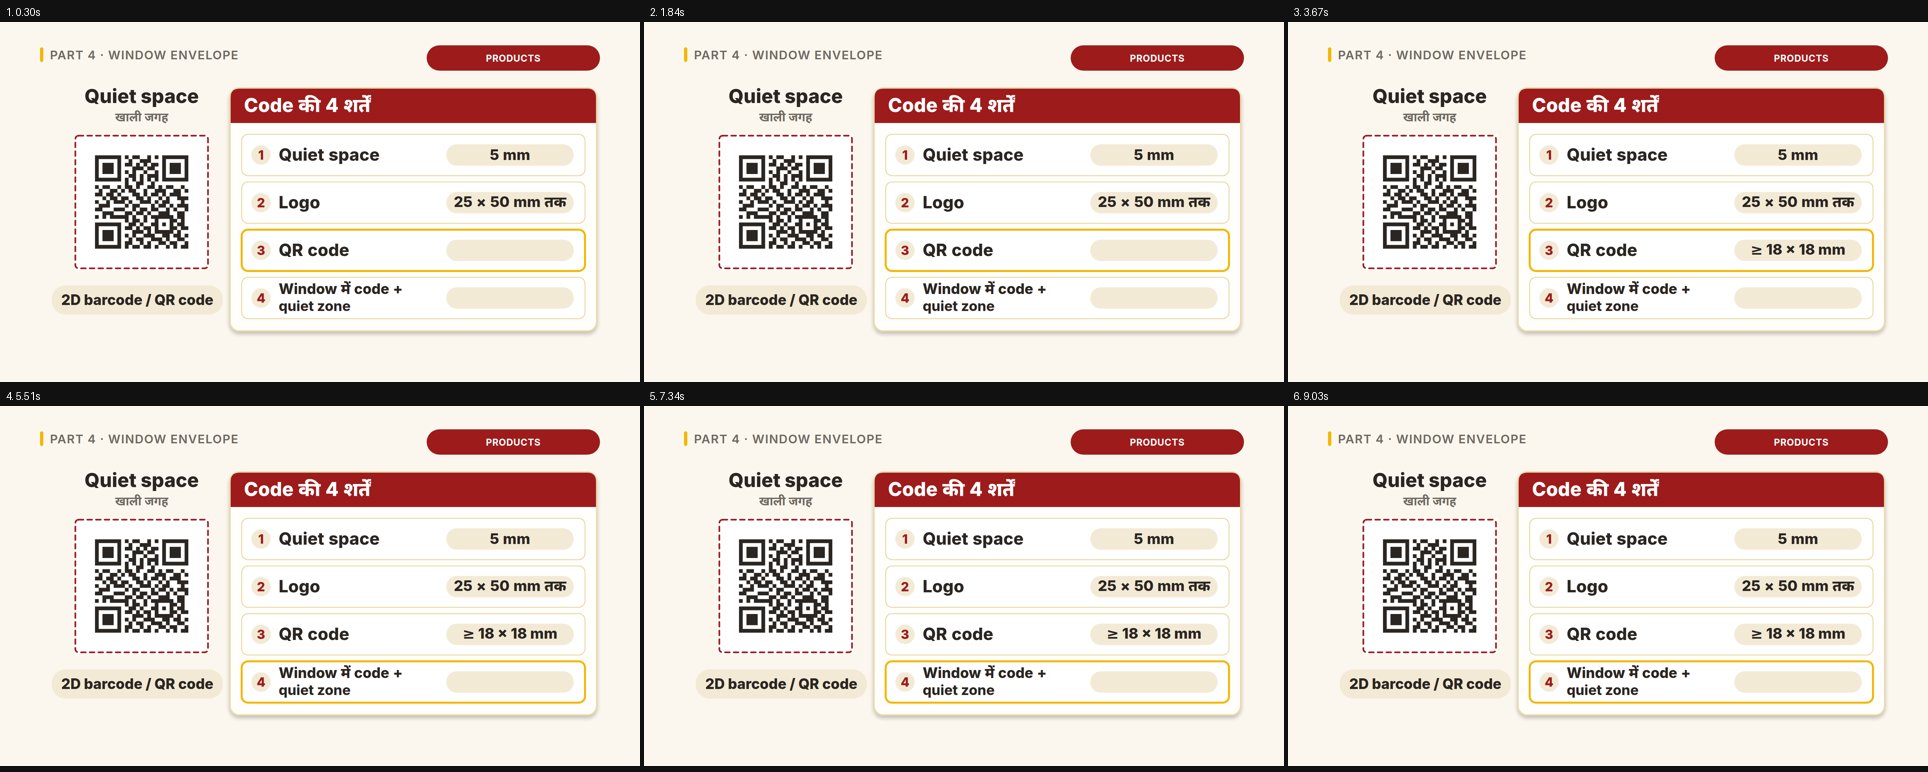 1. 0.30s
PART 4 · WINDOW ENVELOPE
PRODUCTS
Quiet space
खाली जगह
2D barcode / QR code
Code की 4 शर्तें
1 Quiet space 5 mm
2 Logo 25 × 50 mm तक
3 QR code
4 Window में code +
quiet zone
2. 1.84s
PART 4 · WINDOW ENVELOPE
PRODUCTS
Quiet space
खाली जगह
2D barcode / QR code
Code की 4 शर्तें
1 Quiet space 5 mm
2 Logo 25 × 50 mm तक
3 QR code
4 Window में code +
quiet zone
3. 3.67s
PART 4 · WINDOW ENVELOPE
PRODUCTS
Quiet space
खाली जगह
2D barcode / QR code
Code की 4 शर्तें
1 Quiet space 5 mm
2 Logo 25 × 50 mm तक
3 QR code ≥ 18 × 18 mm
4 Window में code +
quiet zone
4. 5.51s
PART 4 · WINDOW ENVELOPE
PRODUCTS
Quiet space
खाली जगह
2D barcode / QR code
Code की 4 शर्तें
1 Quiet space 5 mm
2 Logo 25 × 50 mm तक
3 QR code ≥ 18 × 18 mm
4 Window में code +
quiet zone
5. 7.34s
PART 4 · WINDOW ENVELOPE
PRODUCTS
Quiet space
खाली जगह
2D barcode / QR code
Code की 4 शर्तें
1 Quiet space 5 mm
2 Logo 25 × 50 mm तक
3 QR code ≥ 18 × 18 mm
4 Window में code +
quiet zone
6. 9.03s
PART 4 · WINDOW ENVELOPE
PRODUCTS
Quiet space
खाली जगह
2D barcode / QR code
Code की 4 शर्तें
1 Quiet space 5 mm
2 Logo 25 × 50 mm तक
3 QR code ≥ 18 × 18 mm
4 Window में code +
quiet zone